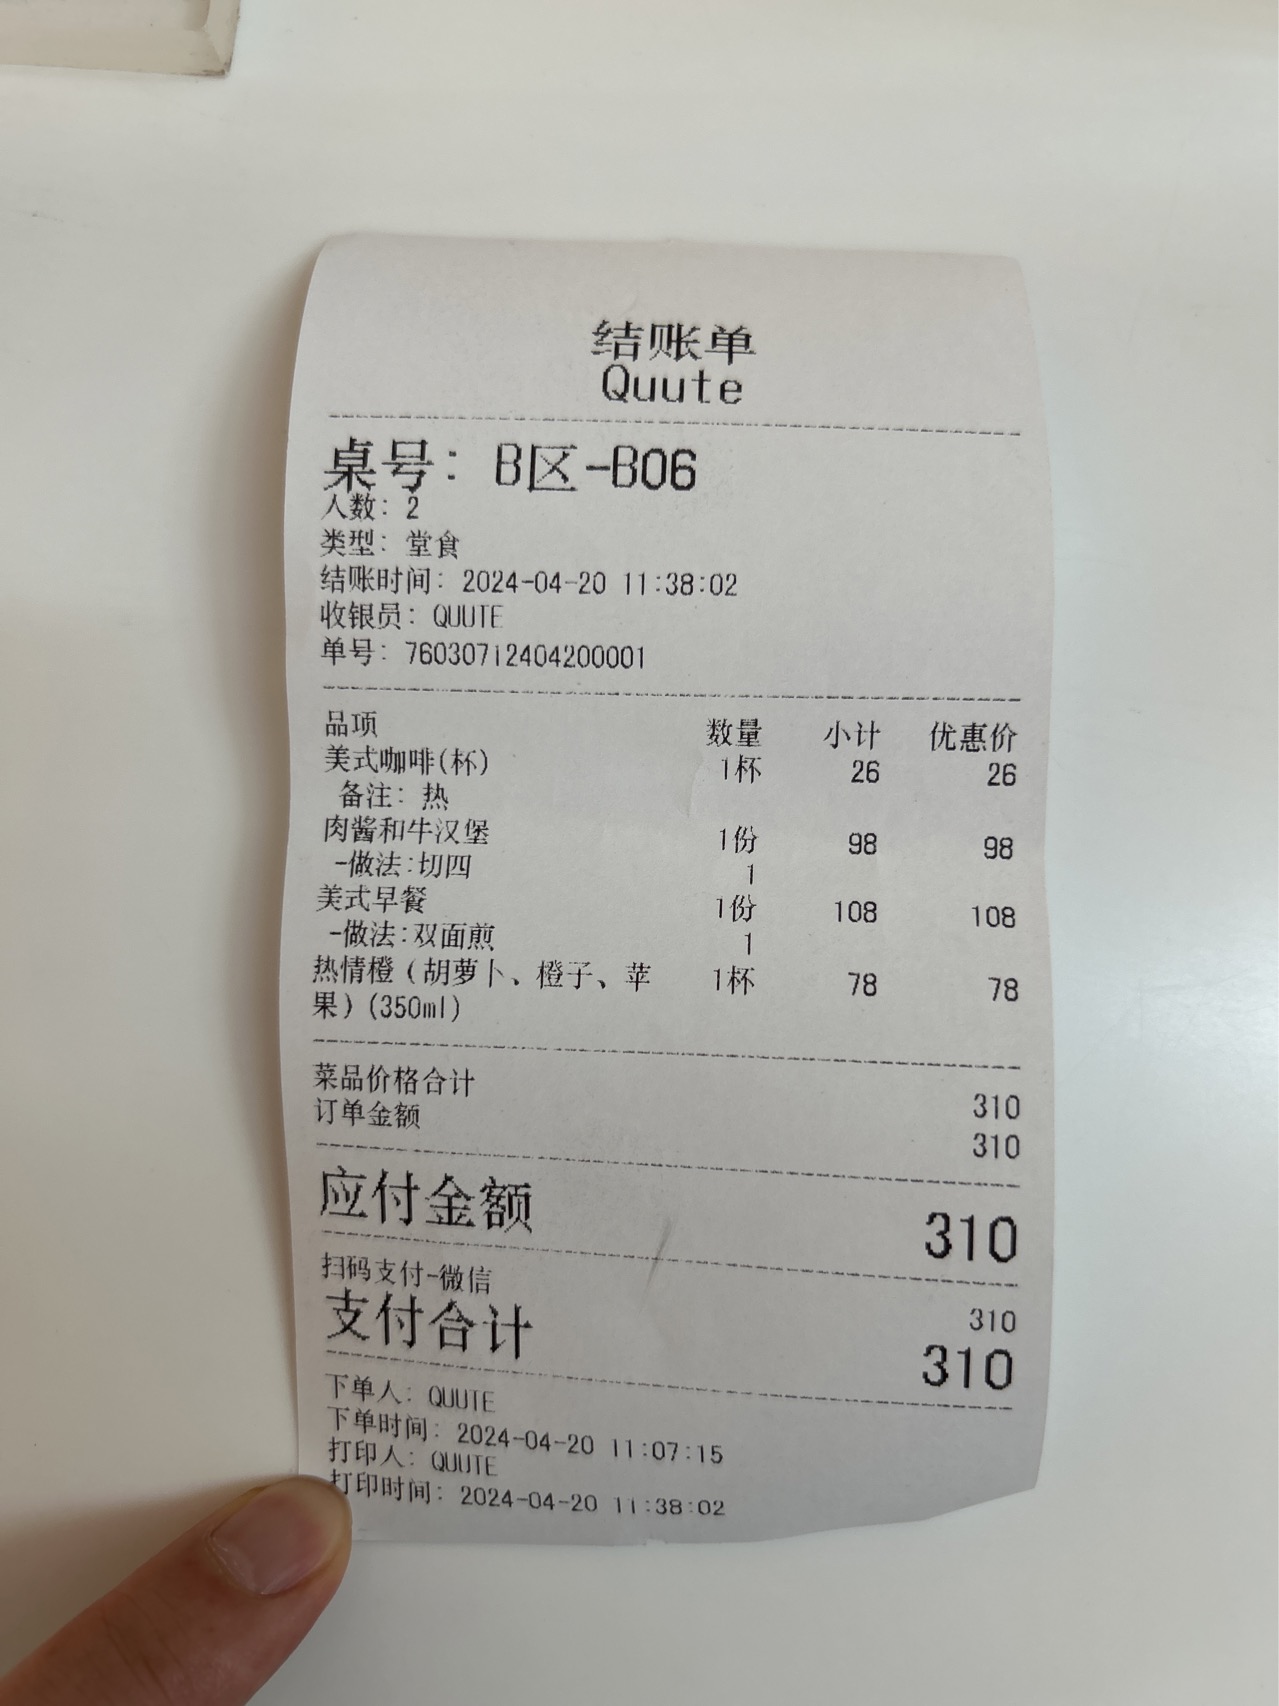 结账单
Quute
桌号: B区-B06
人数: 2
类型: 堂食
结账时间: 2024-04-20 11:38:02
收银员: QUUTE
单号: 76030712404200001
品项 数量 小计 优惠价
美式咖啡(杯) 1杯 26 26
备注: 热
肉酱和牛汉堡 1份 98 98
-做法:切四 1
美式早餐 1份 108 108
-做法:双面煎 1
热情橙(胡萝卜、橙子、苹 1杯 78 78
果)(350ml)
菜品价格合计 310
订单金额 310
应付金额 310
扫码支付-微信 310
支付合计 310
下单人: QUUTE
下单时间: 2024-04-20 11:07:15
打印人: QUUTE
打印时间: 2024-04-20 11:38:02